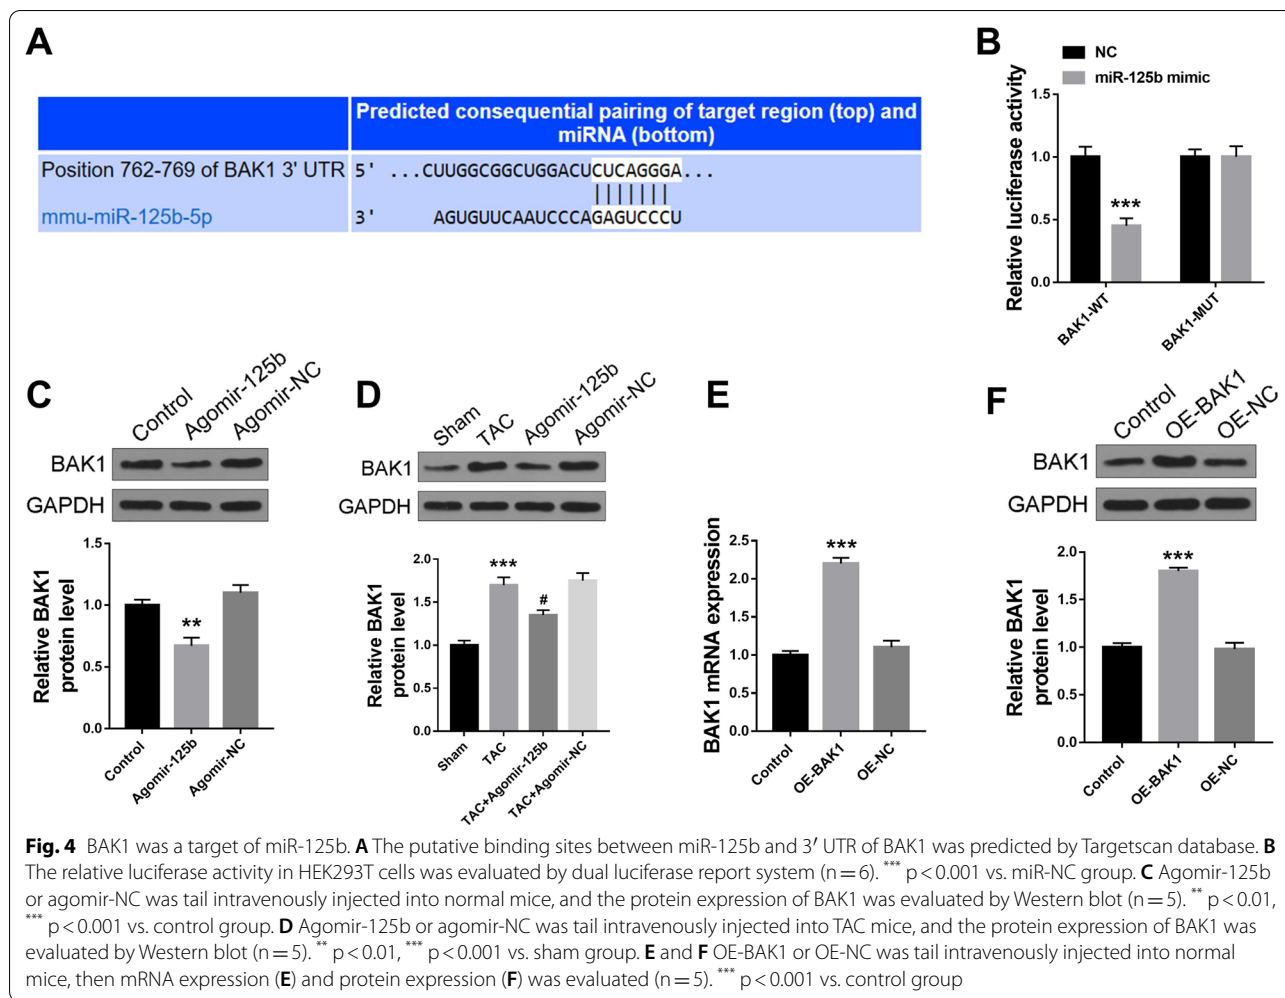 A
Predicted consequential pairing of target region (top) and
miRNA (bottom)
Position 762-769 of BAK1 3' UTR 5' ...CUUGGCGGCUGGACUCUCAGGGA...
|||||||
mmu-miR-125b-5p 3' AGUGUUCAAUCCCAGAGUCCCU
B
NC
miR-125b mimic
Relative luciferase activity
1.5
1.0
0.5
0.0
***
BAK1-WT
BAK1-MUT
C
Control
Agomir-125b
Agomir-NC
BAK1
GAPDH
Relative BAK1
protein level
1.5
1.0
0.5
0.0
**
Control
Agomir-125b
Agomir-NC
D
Sham
TAC
Agomir-125b
Agomir-NC
BAK1
GAPDH
Relative BAK1
protein level
2.0
1.5
1.0
0.5
0.0
***
#
Sham
TAC
TAC+Agomir-125b
TAC+Agomir-NC
E
BAK1 mRNA expression
2.5
2.0
1.5
1.0
0.5
0.0
***
Control
OE-BAK1
OE-NC
F
Control
OE-BAK1
OE-NC
BAK1
GAPDH
Relative BAK1
protein level
2.0
1.5
1.0
0.5
0.0
***
Control
OE-BAK1
OE-NC
Fig. 4 BAK1 was a target of miR-125b. A The putative binding sites between miR-125b and 3′ UTR of BAK1 was predicted by Targetscan database. B
The relative luciferase activity in HEK293T cells was evaluated by dual luciferase report system (n = 6). *** p < 0.001 vs. miR-NC group. C Agomir-125b
or agomir-NC was tail intravenously injected into normal mice, and the protein expression of BAK1 was evaluated by Western blot (n = 5). ** p < 0.01,
*** p < 0.001 vs. control group. D Agomir-125b or agomir-NC was tail intravenously injected into TAC mice, and the protein expression of BAK1 was
evaluated by Western blot (n = 5). ** p < 0.01, *** p < 0.001 vs. sham group. E and F OE-BAK1 or OE-NC was tail intravenously injected into normal
mice, then mRNA expression (E) and protein expression (F) was evaluated (n = 5). *** p < 0.001 vs. control group